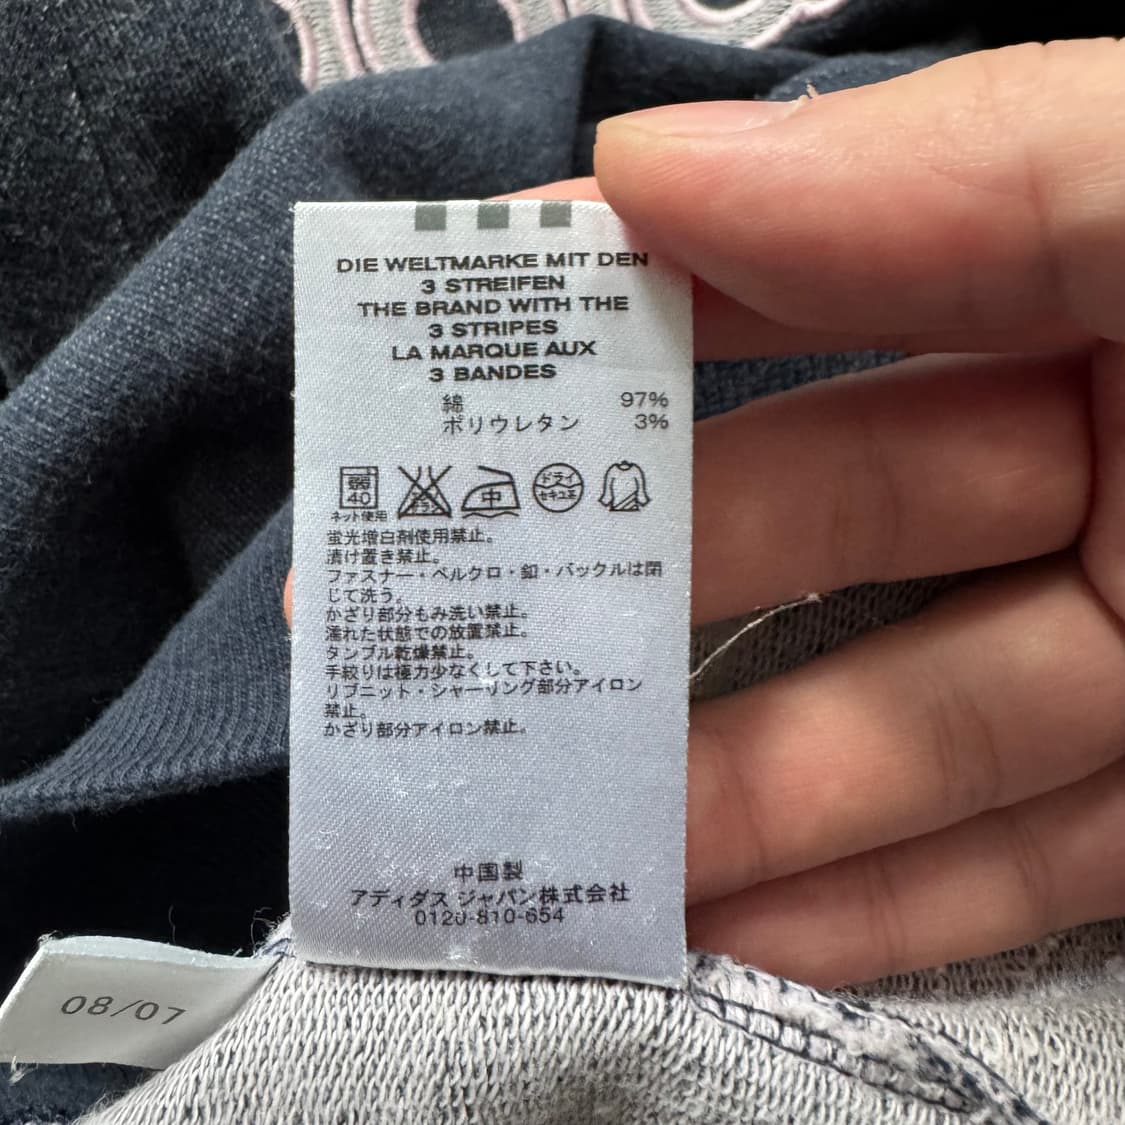 DIE WELTMARKE MIT DEN
3 STREIFEN
THE BRAND WITH THE
3 STRIPES
LA MARQUE AUX
3 BANDES
綿 97%
ポリウレタン 3%
弱 40 中 ドライ セキユ系
ネット使用
蛍光増白剤使用禁止。
漬け置き禁止。
ファスナー・ベルクロ・釦・バックルは閉
じて洗う。
かざり部分もみ洗い禁止。
濡れた状態での放置禁止。
タンブル乾燥禁止。
手絞りは極力少なくして下さい。
リブニット・シャーリング部分アイロン
禁止。
かざり部分アイロン禁止。
中国製
アディダス ジャパン株式会社
0120-810-654
08/07